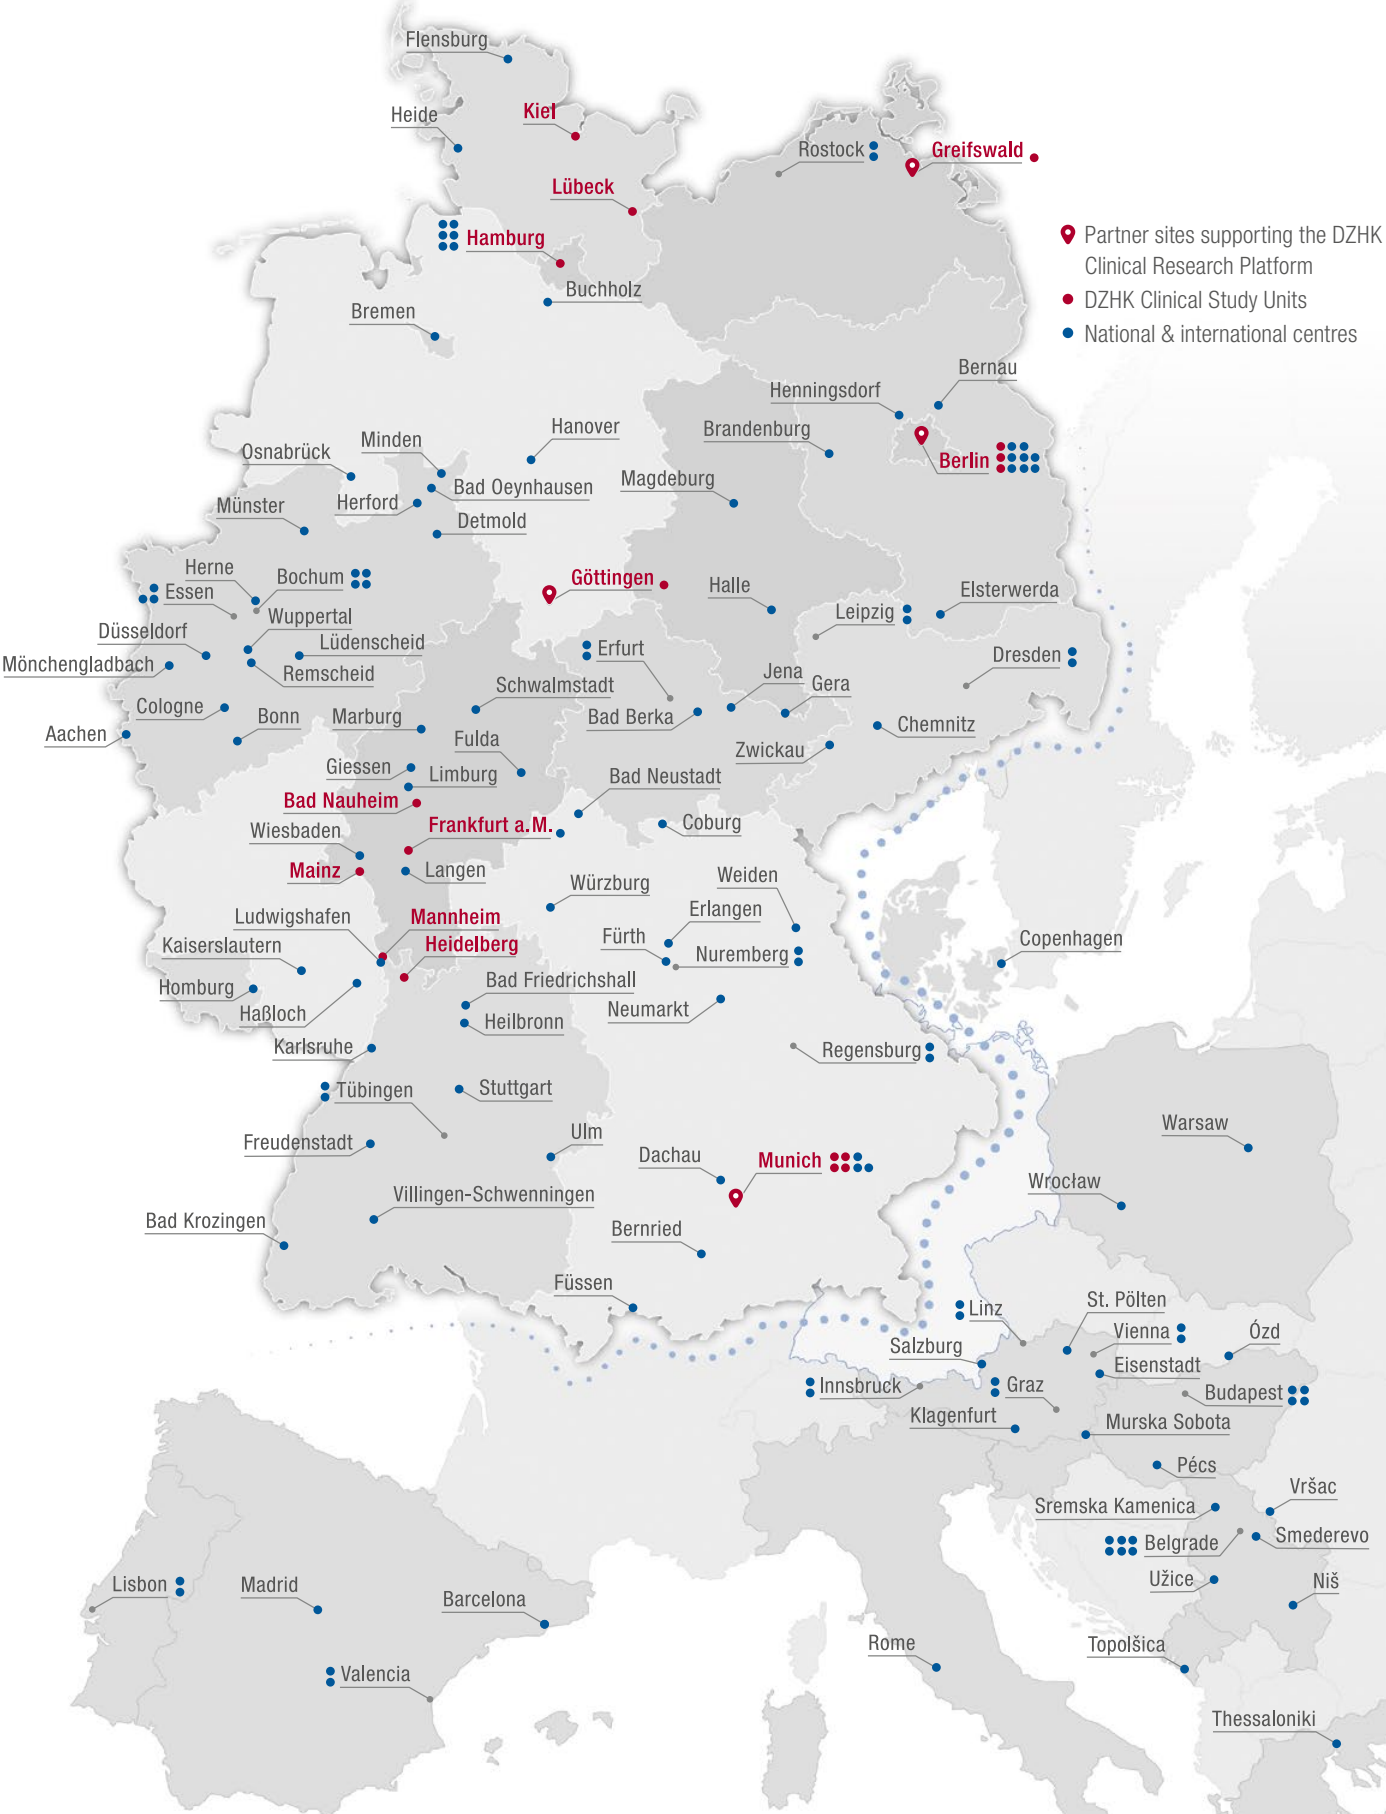 Flensburg
Kiel
Heide
Rostock
Greifswald
Lübeck
Hamburg
Partner sites supporting the DZHK
Clinical Research Platform
DZHK Clinical Study Units
National & international centres
Buchholz
Bremen
Bernau
Henningsdorf
Brandenburg
Hanover
Minden
Osnabrück
Berlin
Magdeburg
Bad Oeynhausen
Herford
Münster
Detmold
Herne
Bochum
Göttingen
Essen
Halle
Elsterwerda
Leipzig
Wuppertal
Düsseldorf
Lüdenscheid
Erfurt
Dresden
Mönchengladbach
Remscheid
Jena
Gera
Schwalmstadt
Cologne
Bonn
Marburg
Bad Berka
Chemnitz
Aachen
Fulda
Zwickau
Giessen
Limburg
Bad Neustadt
Bad Nauheim
Frankfurt a.M.
Coburg
Wiesbaden
Mainz
Langen
Würzburg
Weiden
Ludwigshafen
Mannheim
Erlangen
Kaiserslautern
Heidelberg
Fürth
Nuremberg
Copenhagen
Homburg
Bad Friedrichshall
Haßloch
Heilbronn
Neumarkt
Karlsruhe
Regensburg
Tübingen
Stuttgart
Warsaw
Freudenstadt
Ulm
Dachau
Munich
Wrocław
Villingen-Schwenningen
Bad Krozingen
Bernried
Füssen
Linz
St. Pölten
Vienna
Ózd
Salzburg
Eisenstadt
Innsbruck
Graz
Budapest
Klagenfurt
Murska Sobota
Pécs
Vršac
Sremska Kamenica
Belgrade
Smederevo
Užice
Niš
Lisbon
Madrid
Barcelona
Rome
Topolšica
Valencia
Thessaloniki